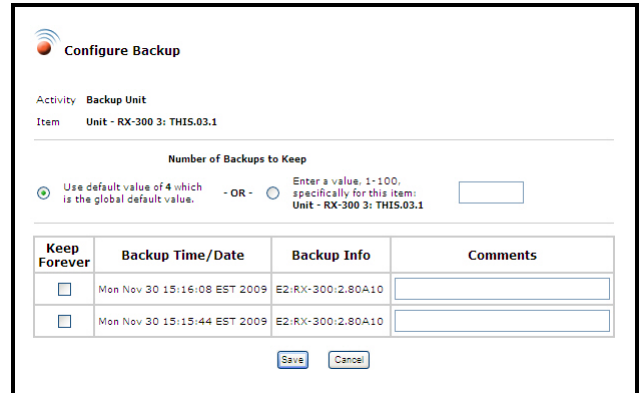 Configure Backup
Activity Backup Unit
Item Unit - RX-300 3: THIS.03.1
Number of Backups to Keep
Use default value of 4 which
is the global default value.
- OR -
Enter a value, 1-100,
specifically for this item:
Unit - RX-300 3: THIS.03.1
Keep Forever Backup Time/Date Backup Info Comments
Mon Nov 30 15:16:08 EST 2009 E2:RX-300:2.80A10
Mon Nov 30 15:15:44 EST 2009 E2:RX-300:2.80A10
Save Cancel